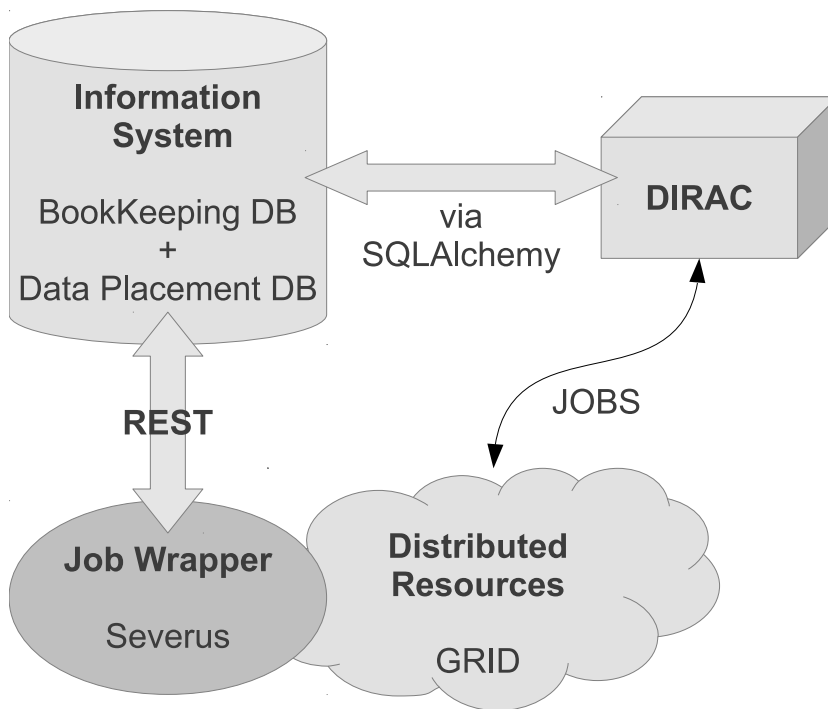 Information
System
BookKeeping DB
+
Data Placement DB
via
SQLAlchemy
DIRAC
REST
JOBS
Job Wrapper
Severus
Distributed
Resources
GRID